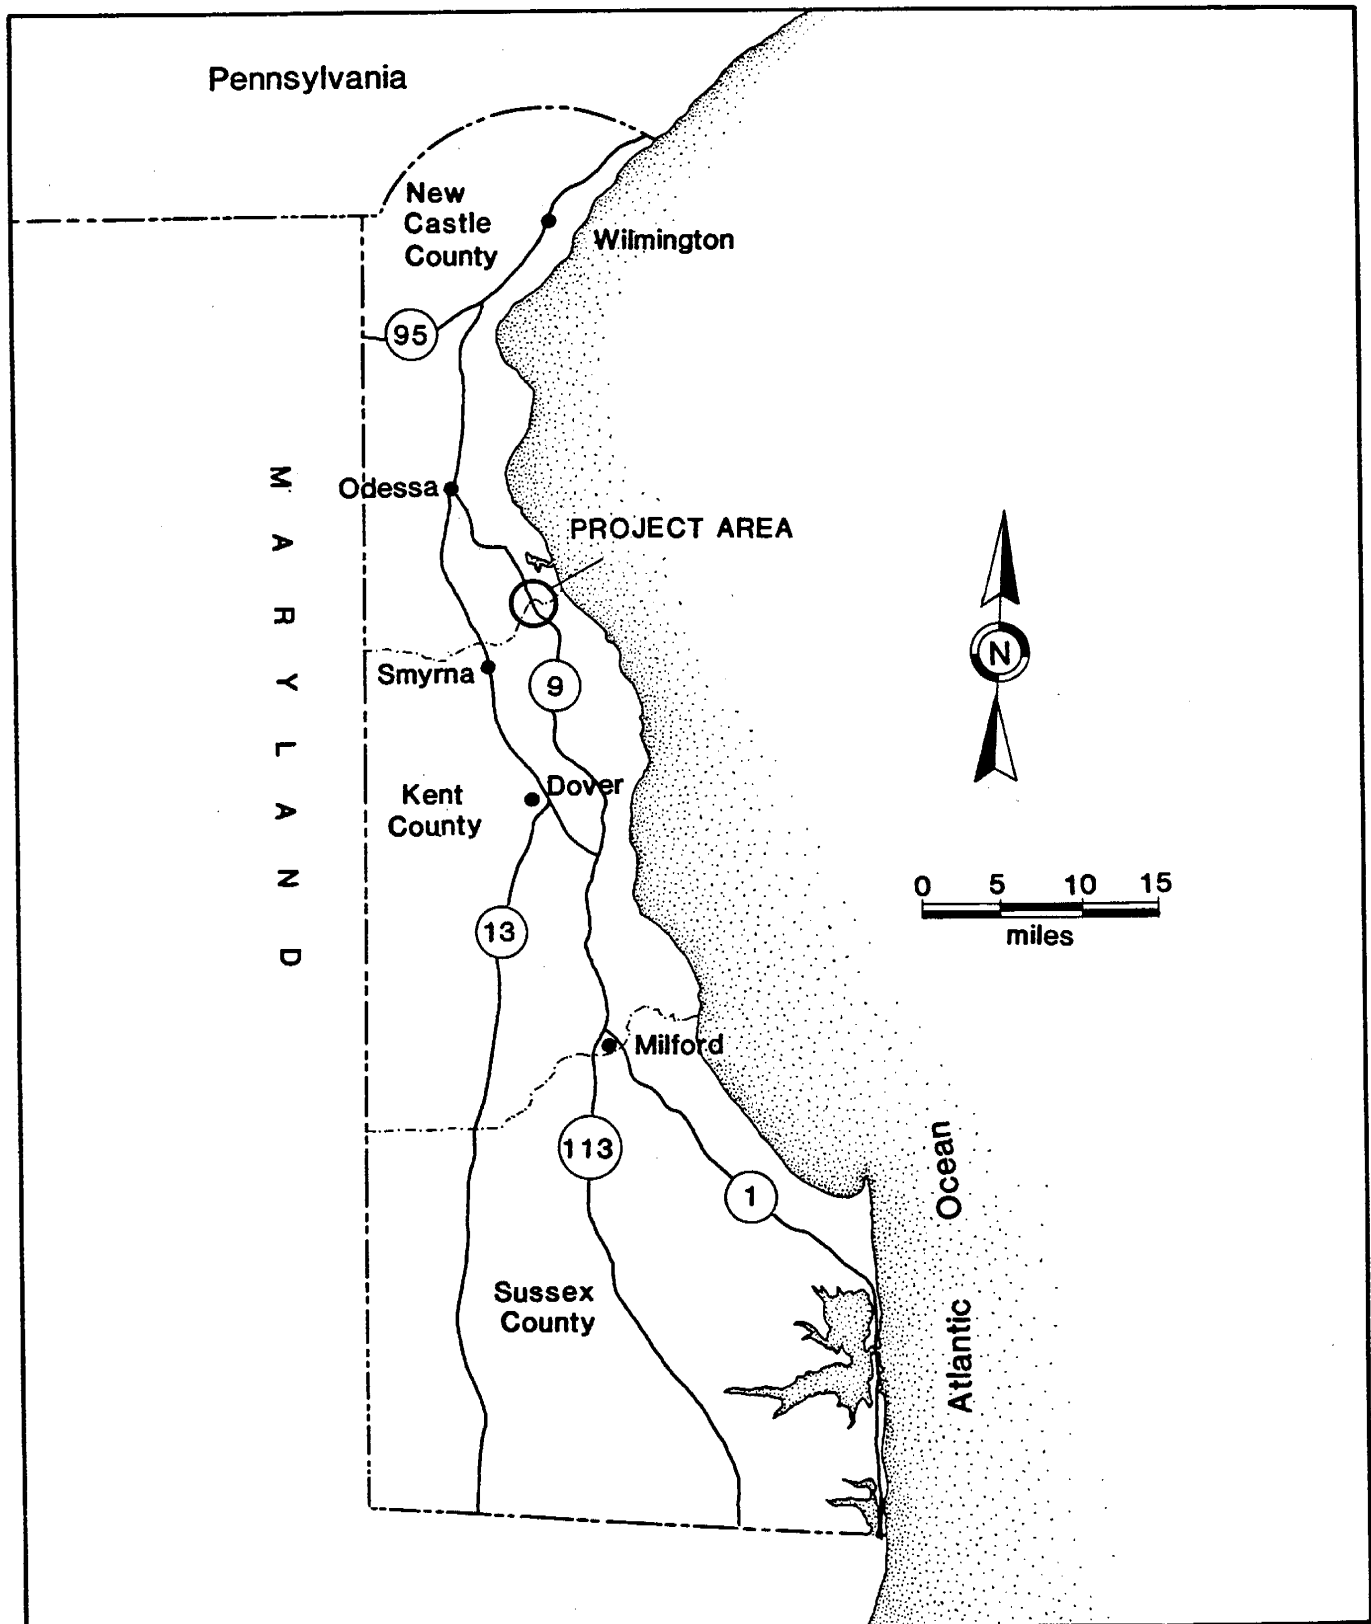 Pennsylvania
New
Castle
County
Wilmington
95
Odessa
PROJECT AREA
MARYLAND
Smyrna
9
N
Dover
Kent
County
0 5 10 15
miles
13
Milford
113
1
Atlantic Ocean
Sussex
County